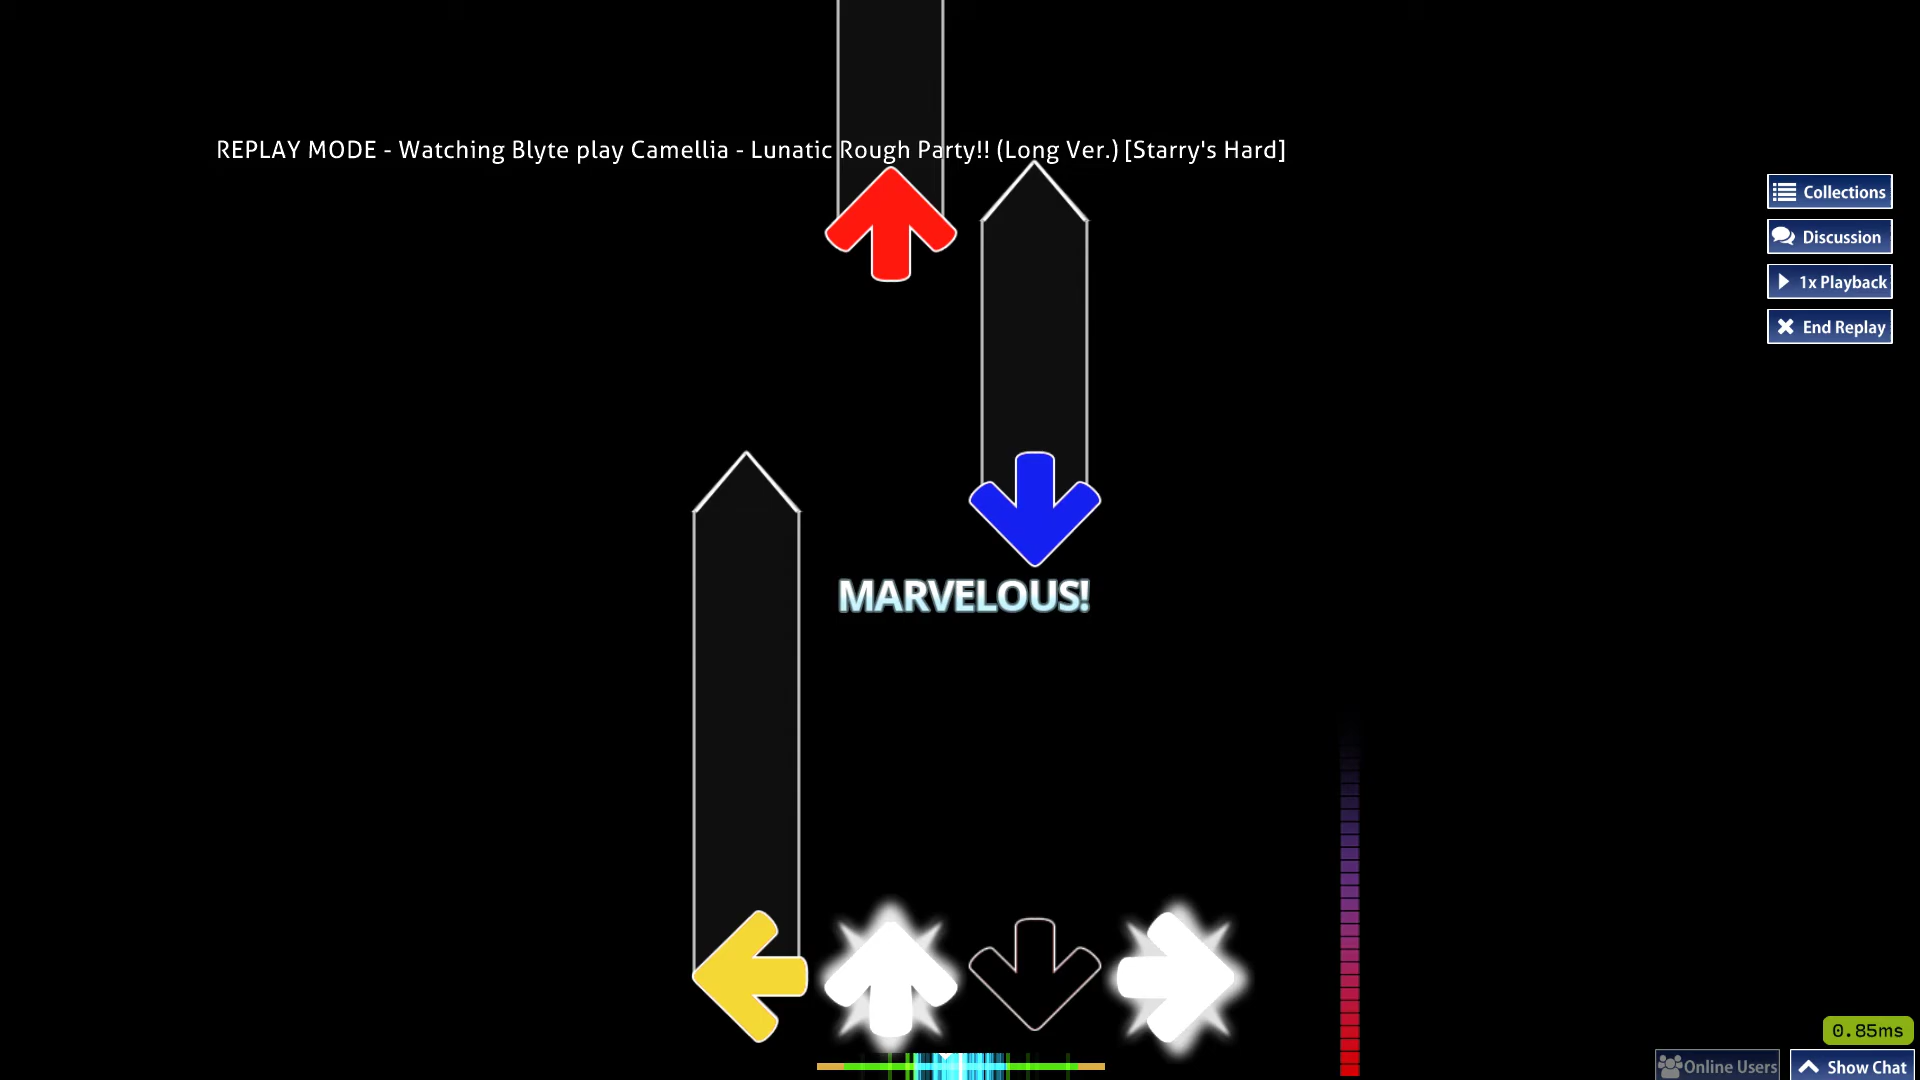 REPLAY MODE - Watching Blyte play Camellia - Lunatic Rough Party!! (Long Ver.) [Starry's Hard]
Collections
Discussion
1x Playback
End Replay
MARVELOUS!
0.85ms
Online Users
Show Chat